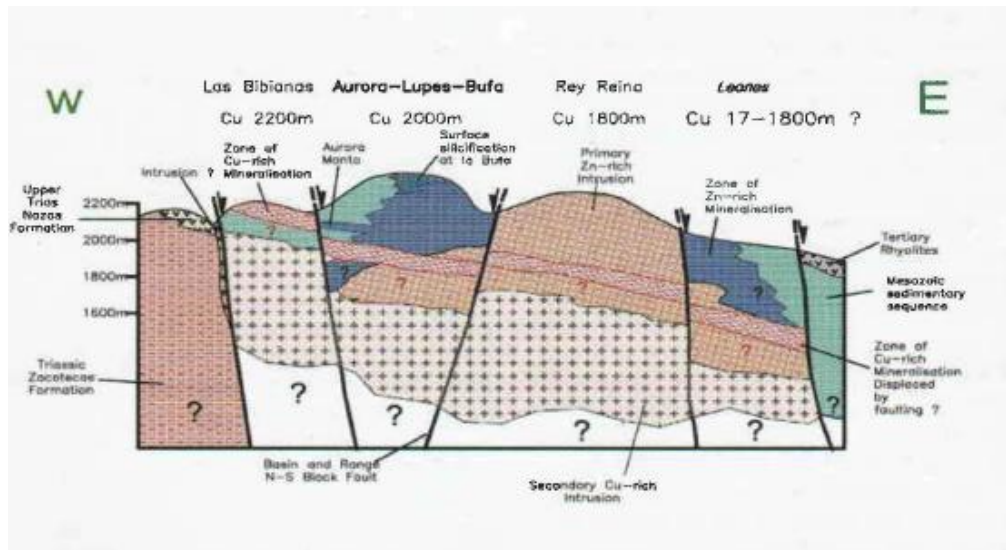 W
E
Las Bibianas
Aurora-Lupes-Bufa
Rey Reina
Leones
Cu 2200m
Cu 2000m
Cu 1800m
Cu 17-1800m ?
Surface
silicification
at la Bufa
Zone of
Cu-rich
Mineralisation
Aurora
Manto
Primary
Zn-rich
Intrusion
Intrusion ?
Zone of
Zn-rich
Mineralisation
Upper
Trias
Nazas
Formation
2200m
2000m
1800m
1600m
Tertiary
Rhyolites
Mesozoic
sedimentary
sequence
Triassic
Zacatecas
Formation
Zone of
Cu-rich
Mineralisation
Displaced
by
faulting ?
?
?
?
?
?
?
?
?
?
?
?
?
Basin and Range
N-S Block Fault
Secondary Cu-rich
Intrusion